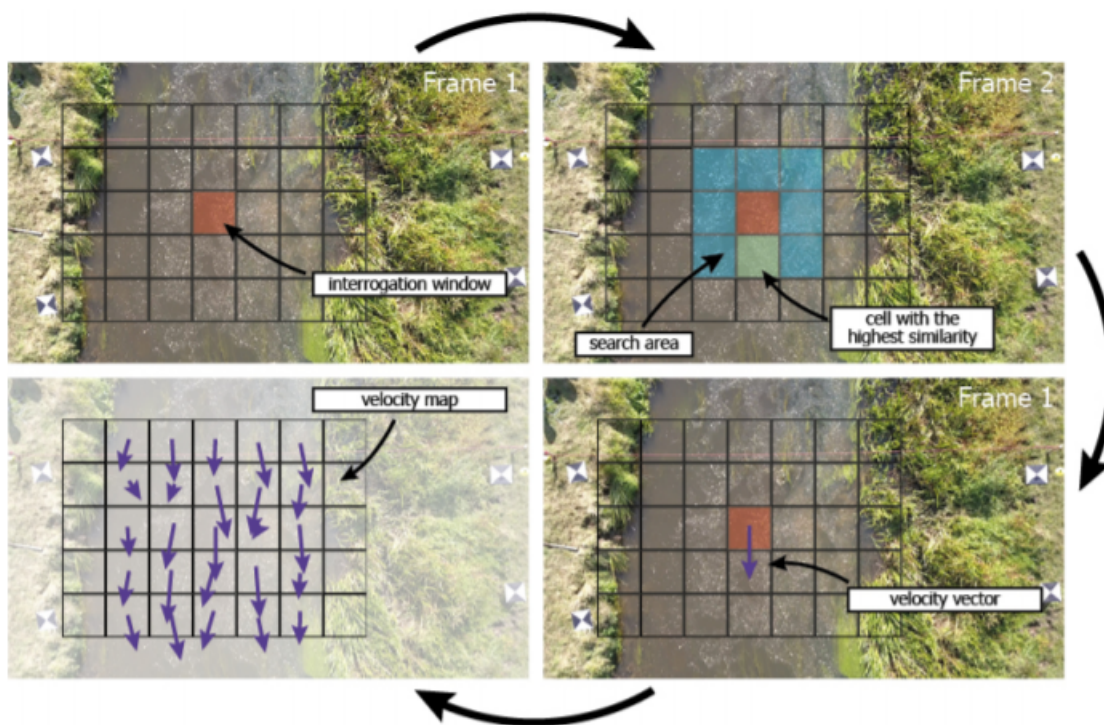 Frame 1
interrogation window
Frame 2
search area
cell with the
highest similarity
velocity map
Frame 1
velocity vector